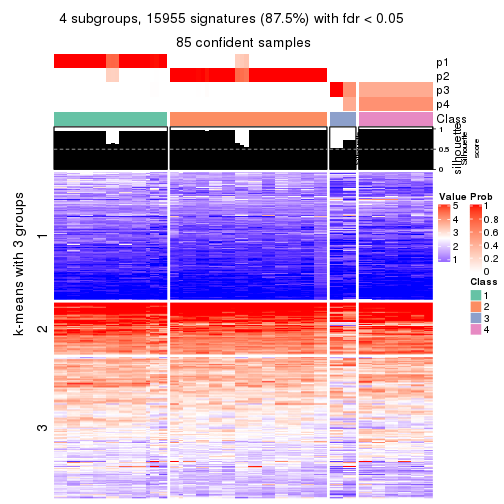 4 subgroups, 15955 signatures (87.5%) with fdr < 0.05
85 confident samples
p1
p2
p3
p4
Class
silhouette
Silhouette
score
1
0.5
0
k-means with 3 groups
1
2
3
Value
5
4
3
2
1
Prob
1
0.8
0.6
0.4
0.2
0
Class
1
2
3
4